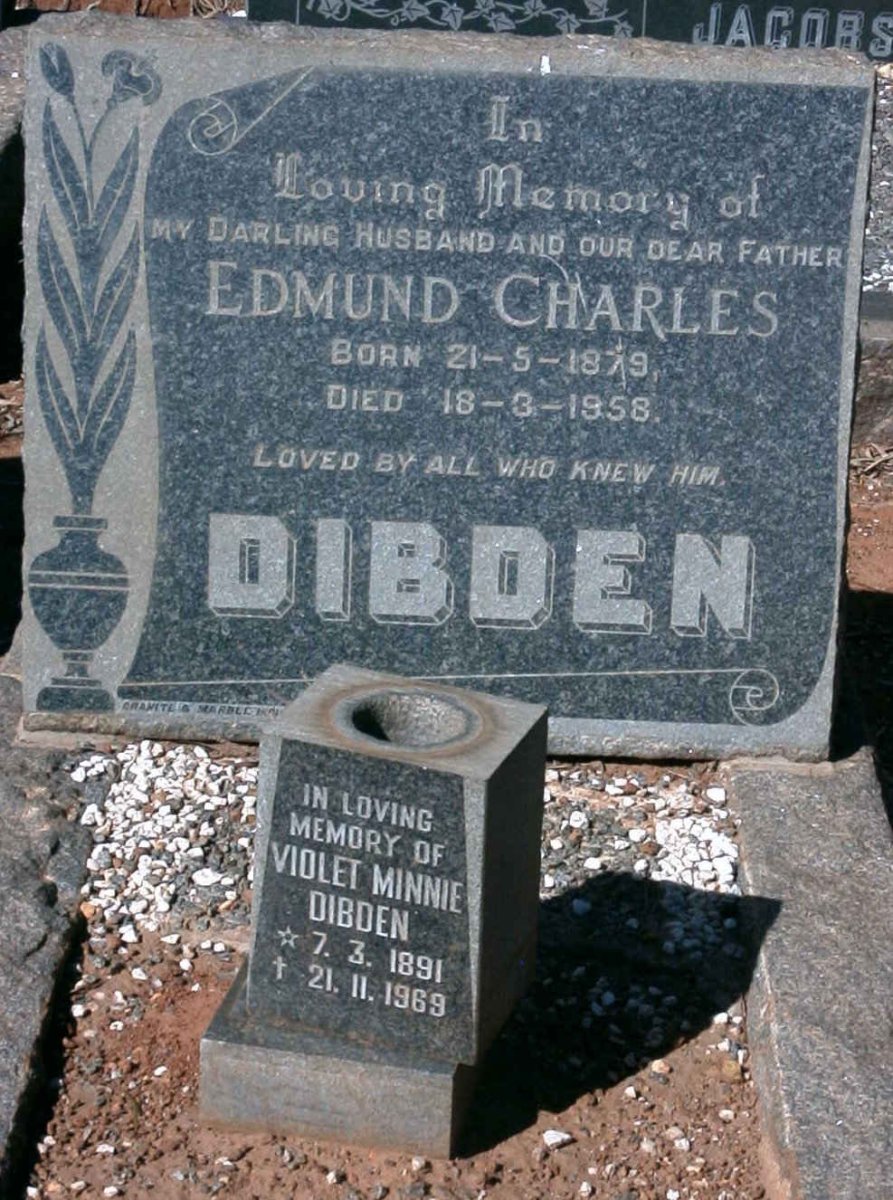 JACOBS
In
Loving Memory of
MY DARLING HUSBAND AND OUR DEAR FATHER
EDMUND CHARLES
BORN 21-5-1879,
DIED 18-3-1958.
LOVED BY ALL WHO KNEW HIM.
DIBDEN
GRANITE & MARBLE
IN LOVING
MEMORY OF
VIOLET MINNIE
DIBDEN
☆ 7. 3. 1891
† 21. 11. 1969